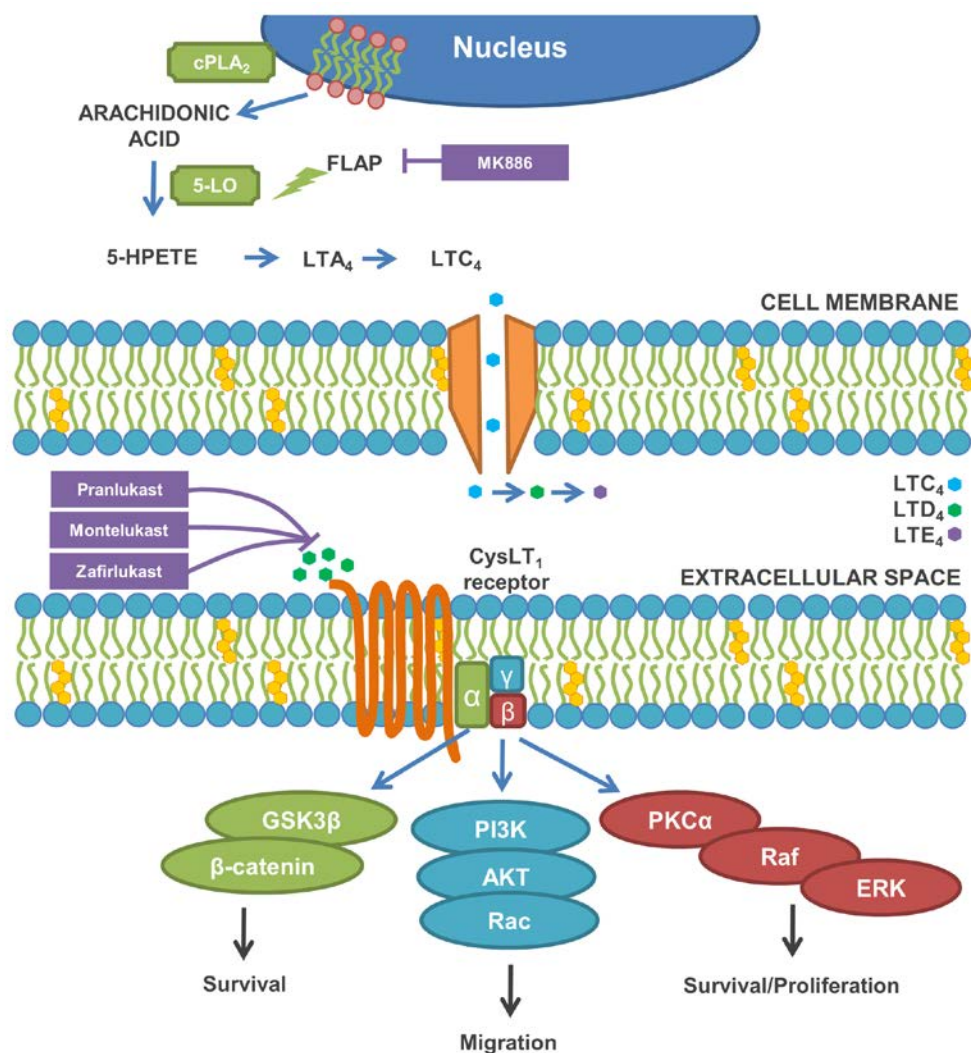 Nucleus
cPLA₂
ARACHIDONIC
ACID
5-LO
FLAP
MK886
5-HPETE
LTA₄
LTC₄
CELL MEMBRANE
Pranlukast
Montelukast
Zafirlukast
LTC₄
LTD₄
LTE₄
CysLT₁
receptor
EXTRACELLULAR SPACE
α
γ
β
GSK3β
β-catenin
Survival
PI3K
AKT
Rac
Migration
PKCα
Raf
ERK
Survival/Proliferation